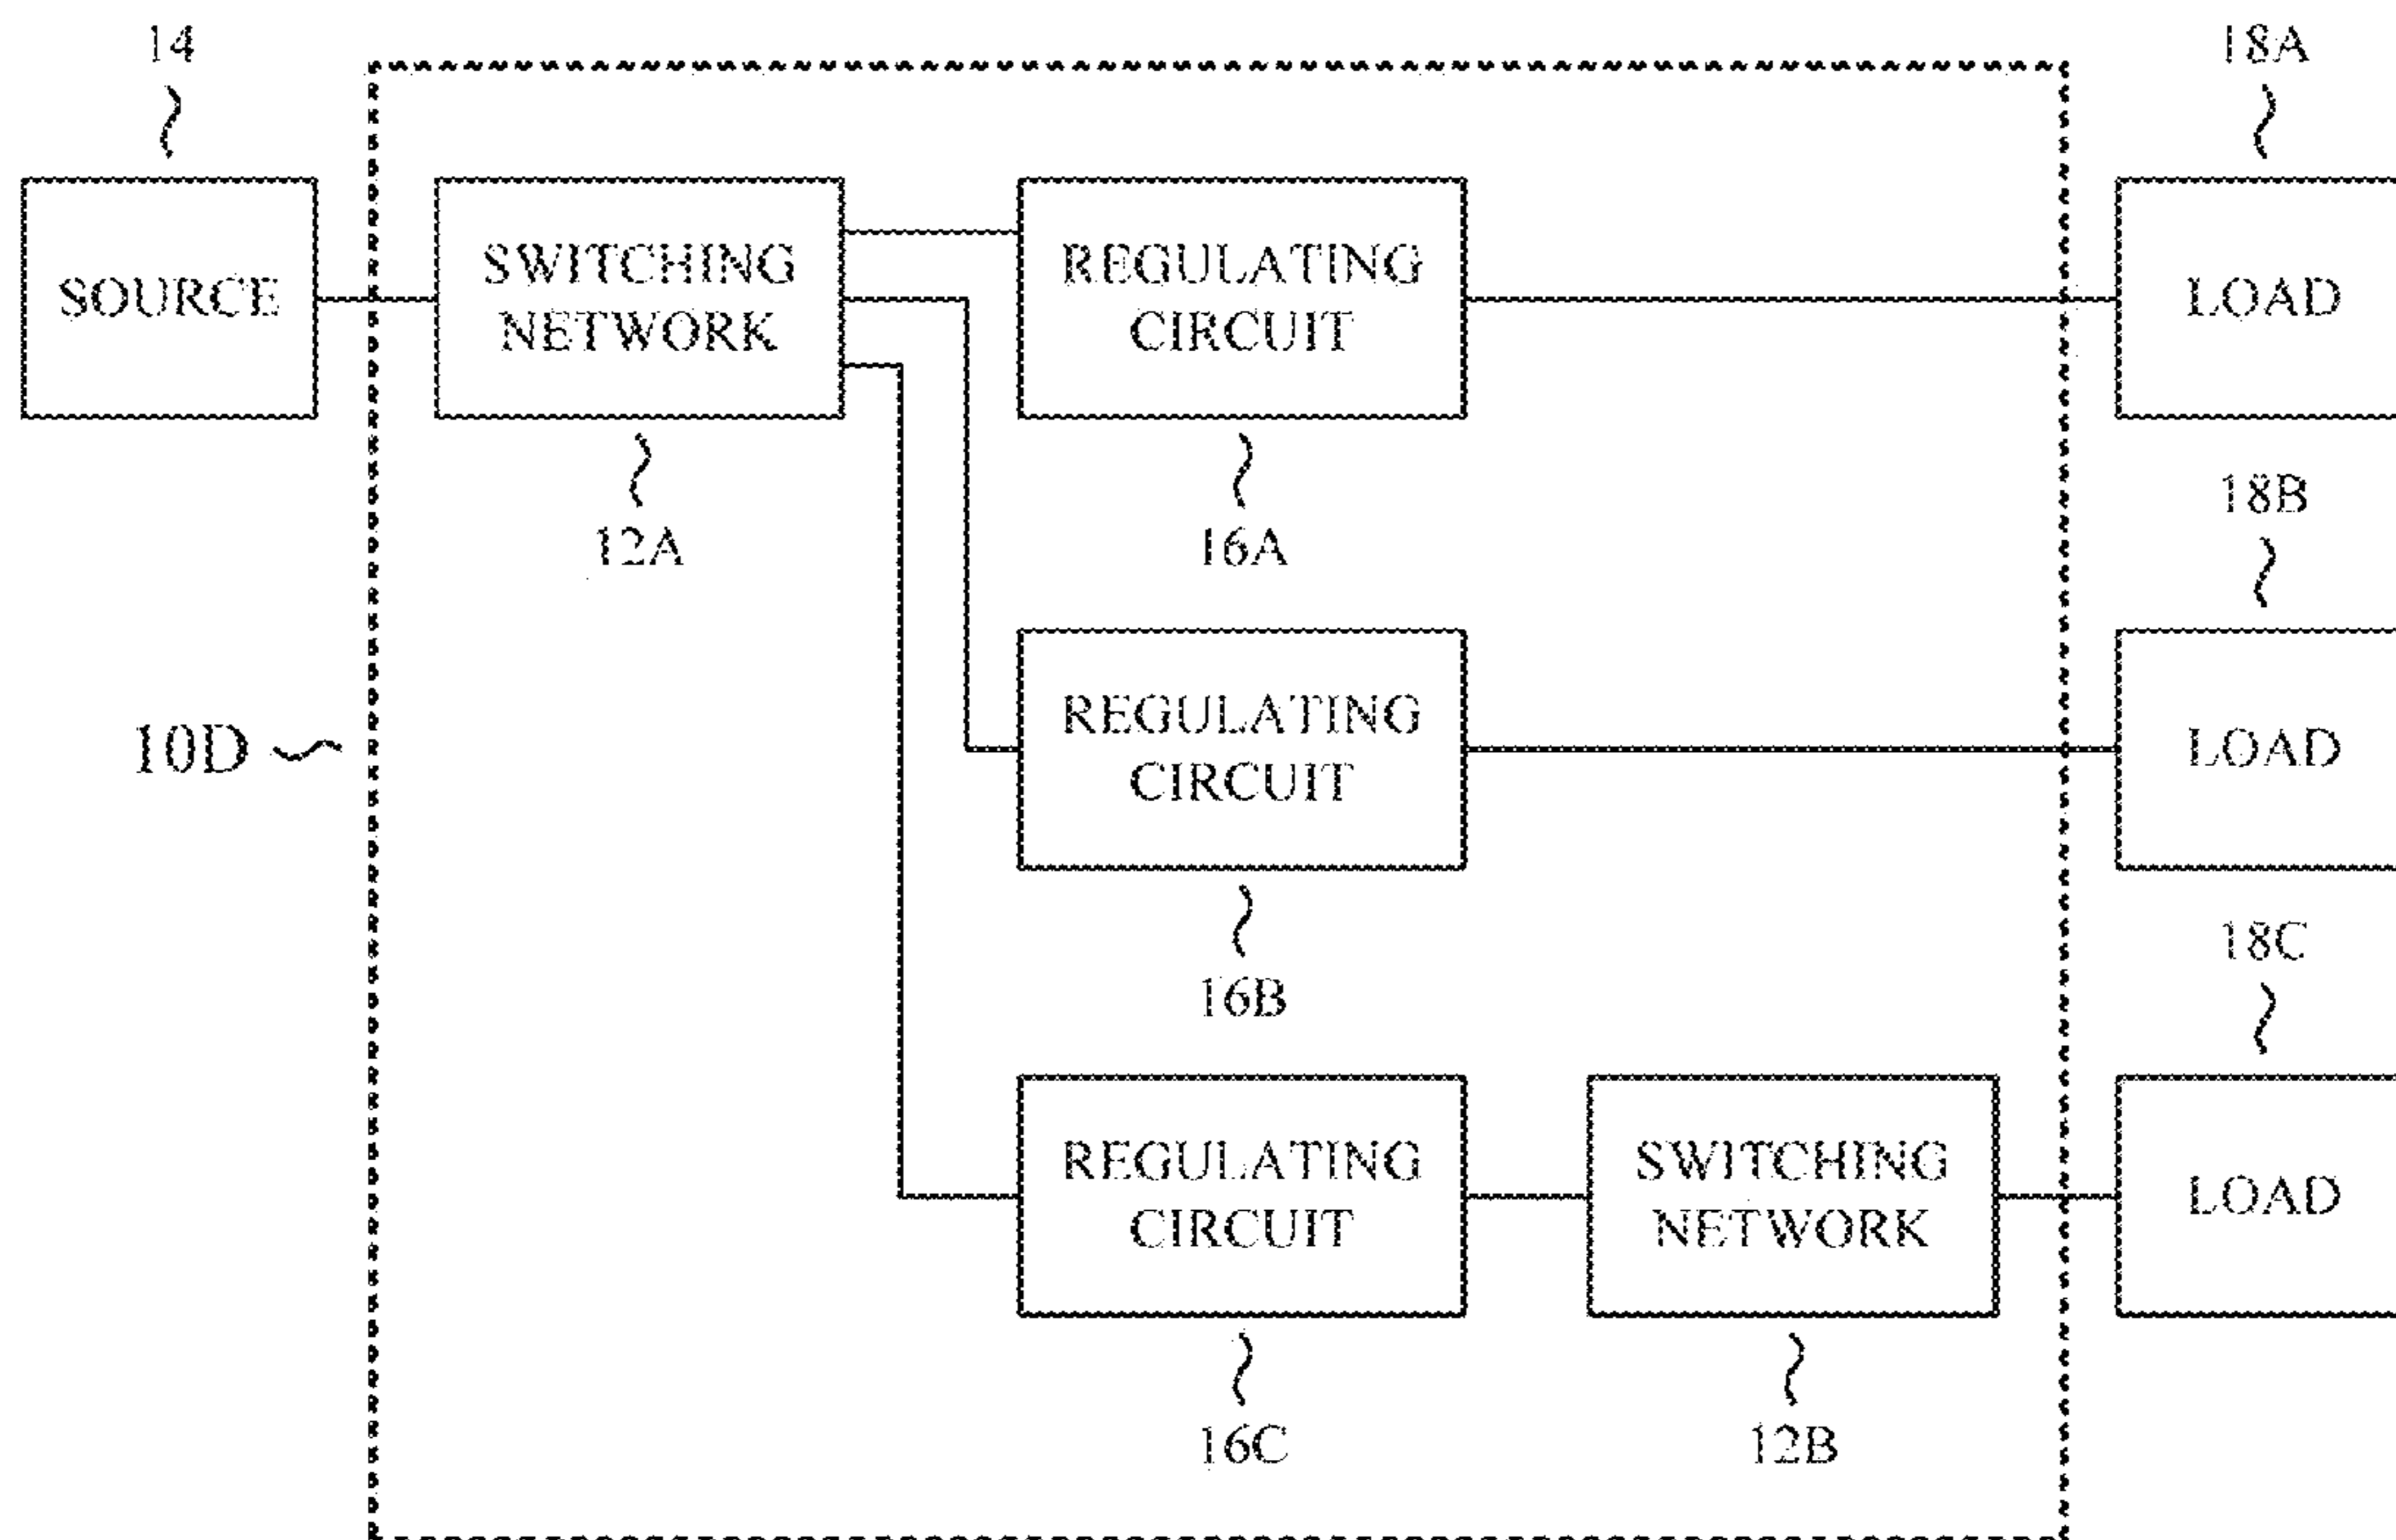 14
18A
SOURCE
SWITCHING
NETWORK
REGULATING
CIRCUIT
LOAD
12A
16A
18B
10D
REGULATING
CIRCUIT
LOAD
16B
18C
REGULATING
CIRCUIT
SWITCHING
NETWORK
LOAD
16C
12B